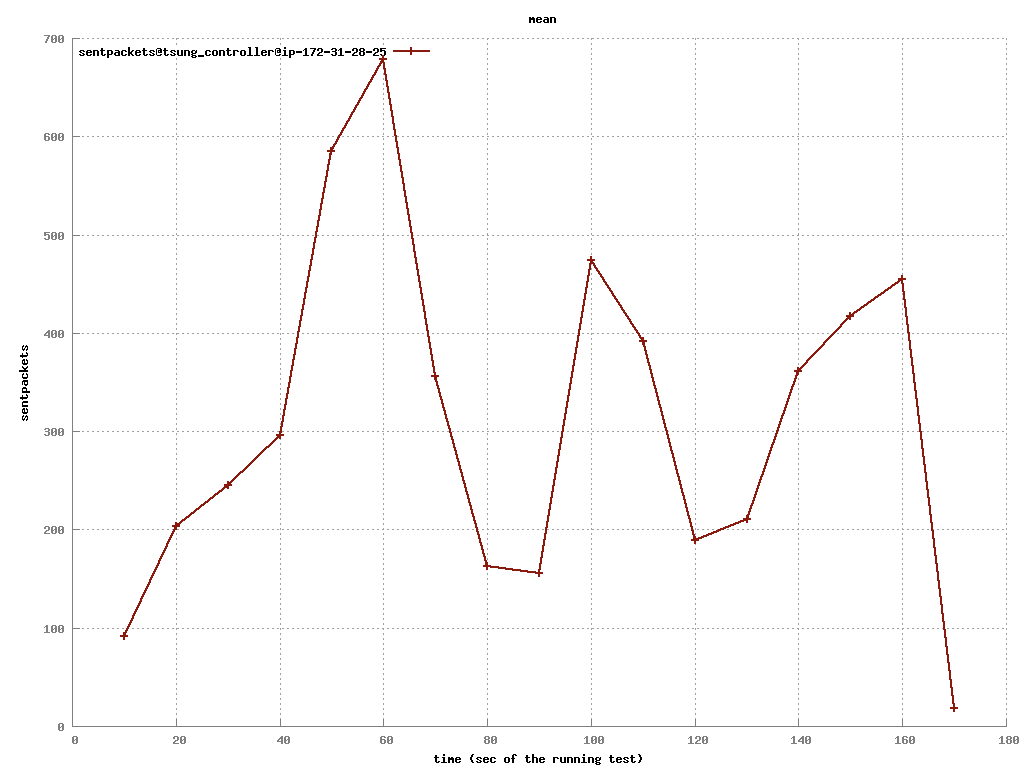 mean
700
sentpackets@tsung_controller@ip-172-31-28-25
600
500
400
sentpackets
300
200
100
0
0 20 40 60 80 100 120 140 160 180
time (sec of the running test)